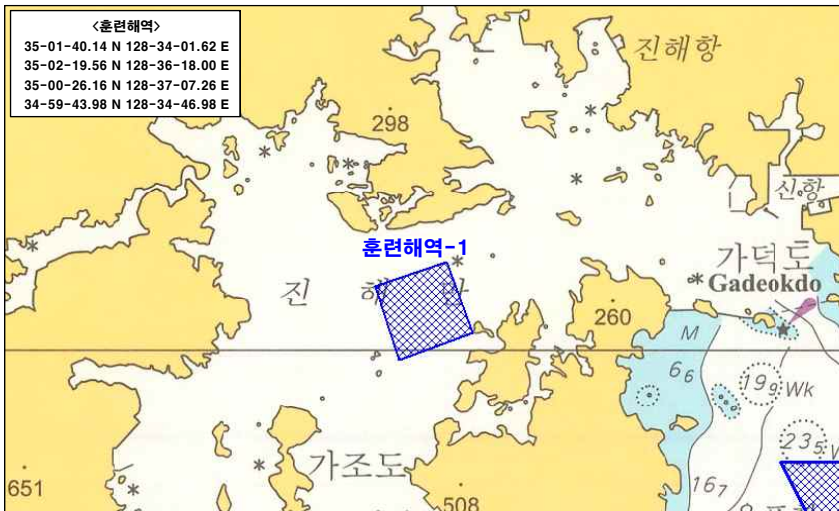 <훈련해역>
35-01-40.14 N 128-34-01.62 E
35-02-19.56 N 128-36-18.00 E
35-00-26.16 N 128-37-07.26 E
34-59-43.98 N 128-34-46.98 E
진해항
298
신항
훈련해역-1
가덕도
Gadeokdo
진 해 만
260
M
6₆
19₉ Wk
23₅
가조도
651
508
16₇